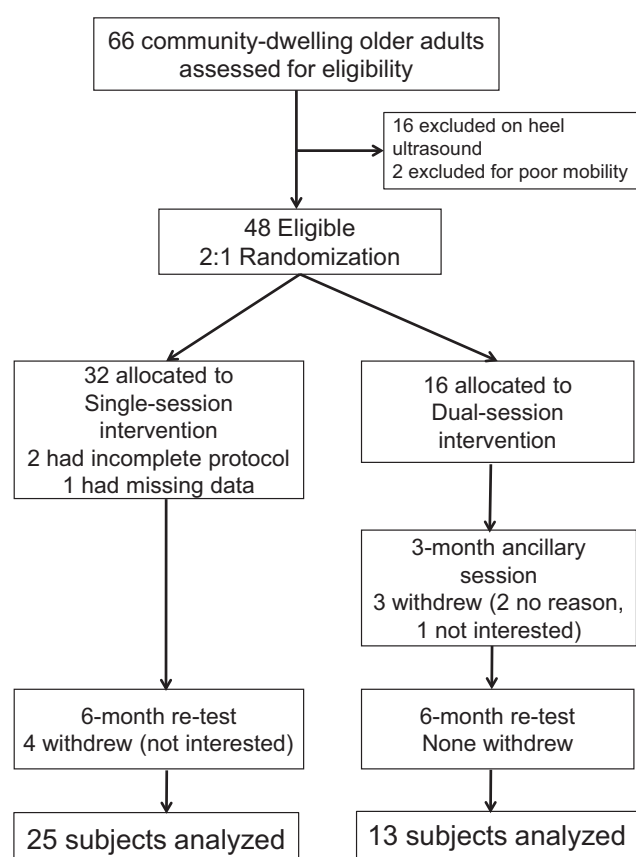 66 community-dwelling older adults
assessed for eligibility
16 excluded on heel
ultrasound
2 excluded for poor mobility
48 Eligible
2:1 Randomization
32 allocated to
Single-session
intervention
2 had incomplete protocol
1 had missing data
16 allocated to
Dual-session
intervention
3-month ancillary
session
3 withdrew (2 no reason,
1 not interested)
6-month re-test
4 withdrew (not interested)
6-month re-test
None withdrew
25 subjects analyzed
13 subjects analyzed